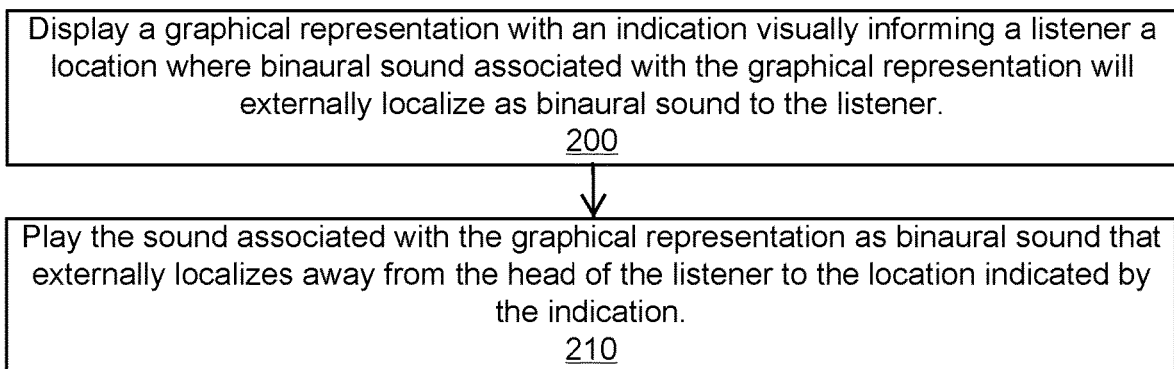 Display a graphical representation with an indication visually informing a listener a
location where binaural sound associated with the graphical representation will
externally localize as binaural sound to the listener.
200
Play the sound associated with the graphical representation as binaural sound that
externally localizes away from the head of the listener to the location indicated by
the indication.
210